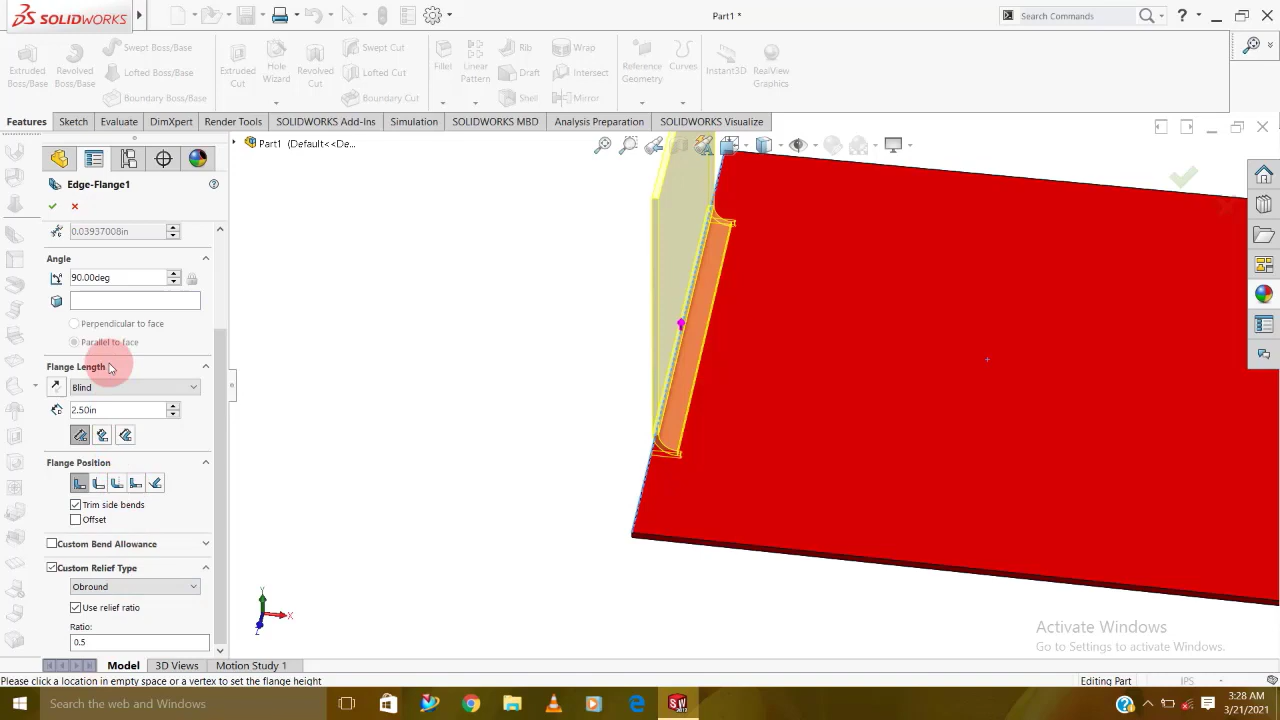 SOLIDWORKS
Part1 *
Search Commands
Extruded Boss/Base
Revolved Boss/Base
Swept Boss/Base
Lofted Boss/Base
Boundary Boss/Base
Extruded Cut
Hole Wizard
Revolved Cut
Swept Cut
Lofted Cut
Boundary Cut
Fillet
Linear Pattern
Rib
Draft
Shell
Wrap
Intersect
Mirror
Reference Geometry
Curves
Instant3D
RealView Graphics
Features
Sketch
Evaluate
DimXpert
Render Tools
SOLIDWORKS Add-Ins
Simulation
SOLIDWORKS MBD
Analysis Preparation
SOLIDWORKS Visualize
Part1 (Default<<De...
Edge-Flange1
0.03937008in
Angle
90.00deg
Perpendicular to face
Parallel to face
Flange Length
Blind
2.50in
Flange Position
Trim side bends
Offset
Custom Bend Allowance
Custom Relief Type
Obround
Use relief ratio
Ratio:
0.5
Y
X
Z
Activate Windows
Go to Settings to activate Windows.
Model
3D Views
Motion Study 1
Please click a location in empty space or a vertex to set the flange height
Editing Part
IPS
Search the web and Windows
3:28 AM
3/21/2021